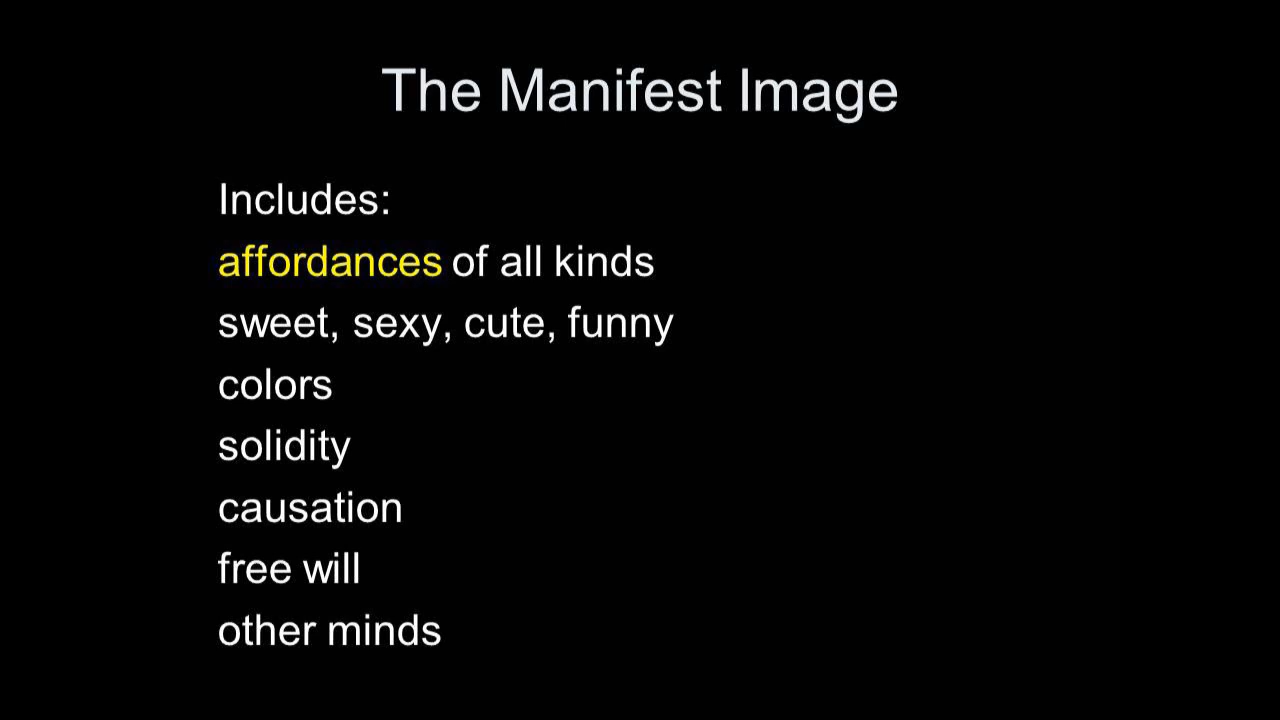 The Manifest Image
Includes:
affordances of all kinds
sweet, sexy, cute, funny
colors
solidity
causation
free will
other minds